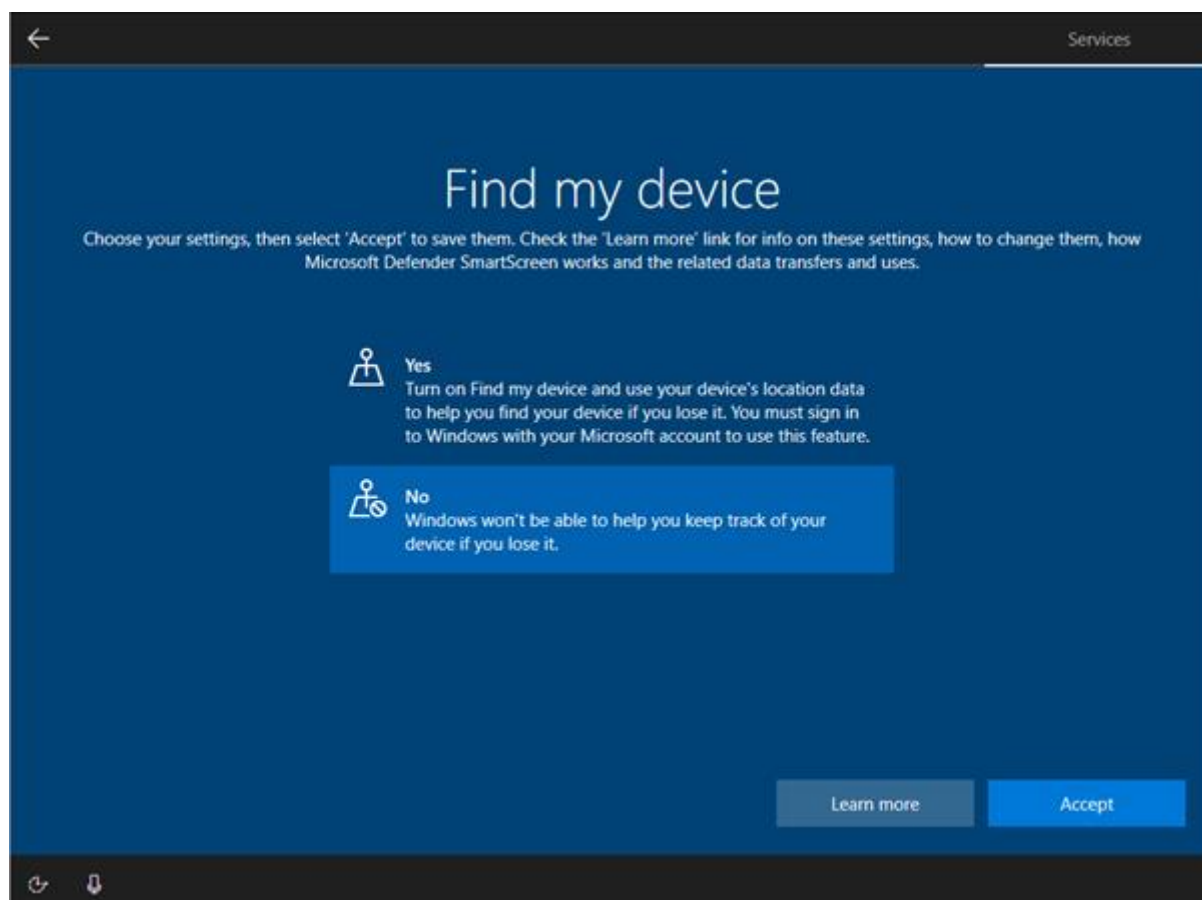 Services
Find my device
Choose your settings, then select 'Accept' to save them. Check the 'Learn more' link for info on these settings, how to change them, how
Microsoft Defender SmartScreen works and the related data transfers and uses.
Yes
Turn on Find my device and use your device's location data
to help you find your device if you lose it. You must sign in
to Windows with your Microsoft account to use this feature.
No
Windows won't be able to help you keep track of your
device if you lose it.
Learn more
Accept